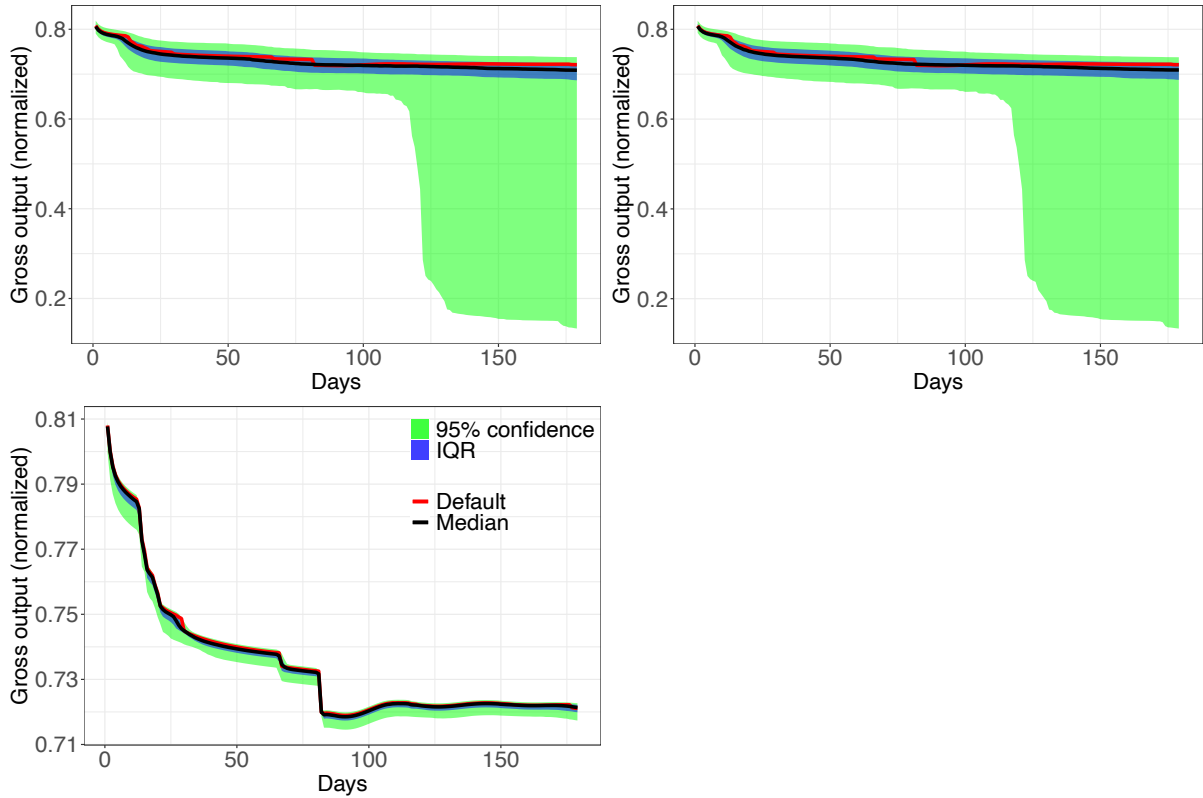 Gross output (normalized)
0.8
0.6
0.4
0.2
0 50 100 150
Days
Gross output (normalized)
0.8
0.6
0.4
0.2
0 50 100 150
Days
Gross output (normalized)
0.81
0.79
0.77
0.75
0.73
0.71
95% confidence
IQR
Default
Median
0 50 100 150
Days